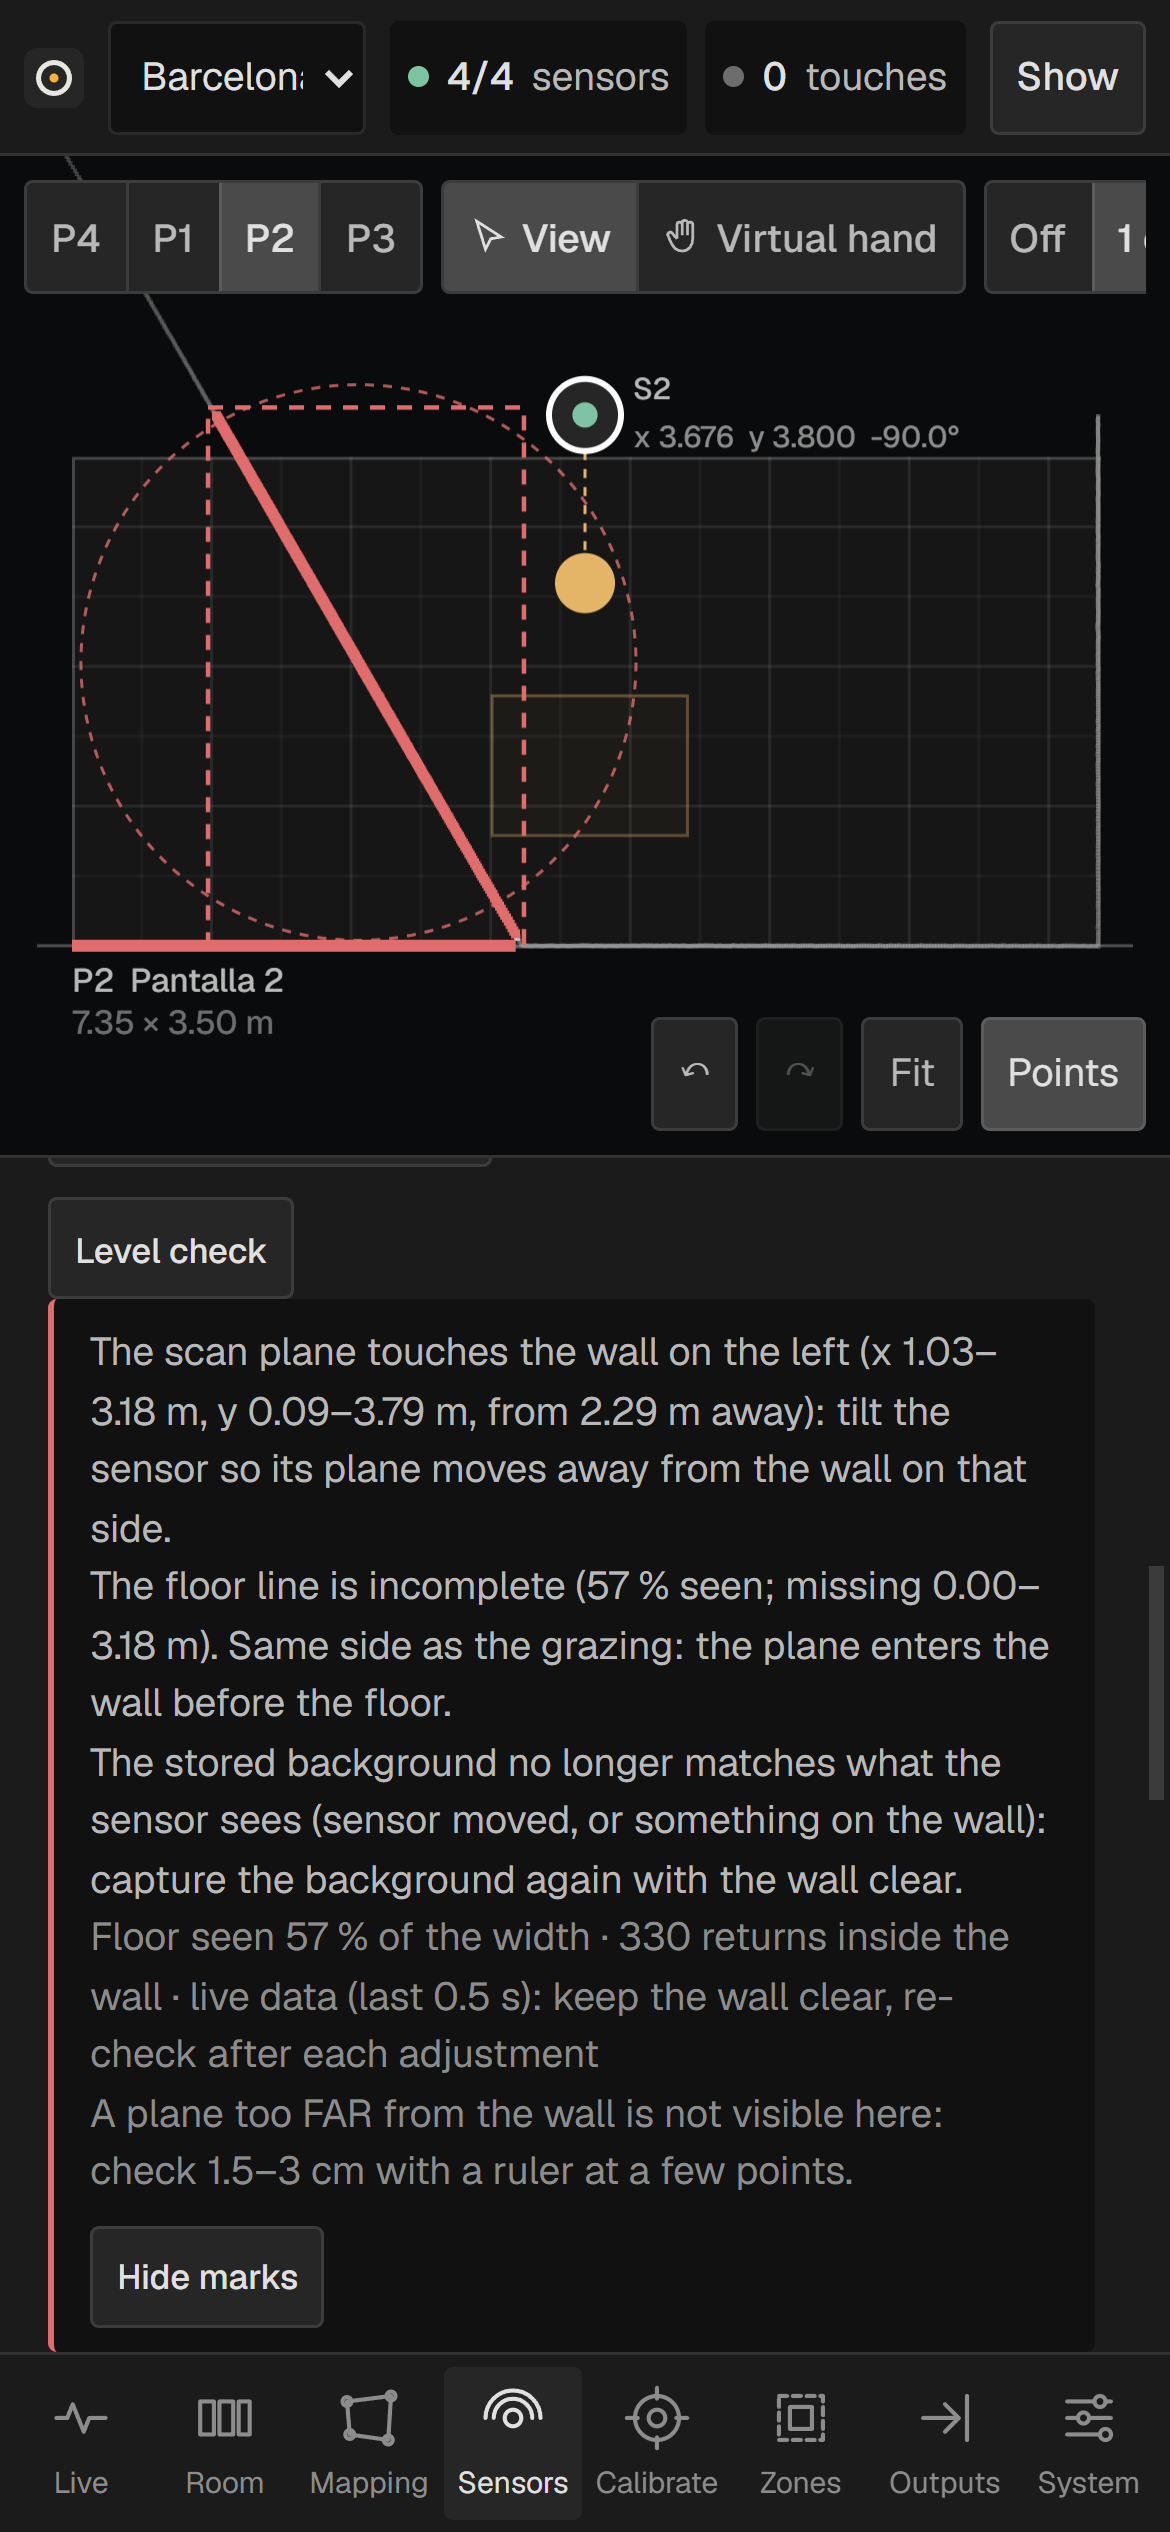 Barcelona 4/4 sensors 0 touches Show
P4 P1 P2 P3 View Virtual hand Off 1
S2
x 3.676 y 3.800 -90.0°
P2 Pantalla 2
7.35 × 3.50 m
Fit Points
Level check
The scan plane touches the wall on the left (x 1.03–
3.18 m, y 0.09–3.79 m, from 2.29 m away): tilt the
sensor so its plane moves away from the wall on that
side.
The floor line is incomplete (57 % seen; missing 0.00–
3.18 m). Same side as the grazing: the plane enters the
wall before the floor.
The stored background no longer matches what the
sensor sees (sensor moved, or something on the wall):
capture the background again with the wall clear.
Floor seen 57 % of the width · 330 returns inside the
wall · live data (last 0.5 s): keep the wall clear, re-
check after each adjustment
A plane too FAR from the wall is not visible here:
check 1.5–3 cm with a ruler at a few points.
Hide marks
Live Room Mapping Sensors Calibrate Zones Outputs System